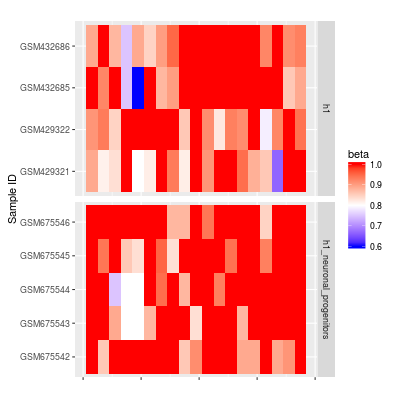 GSM432686
GSM432685
GSM429322
GSM429321
h1
GSM675546
GSM675545
GSM675544
GSM675543
GSM675542
h1_neuronal_progenitors
Sample ID
beta
1.0
0.9
0.8
0.7
0.6